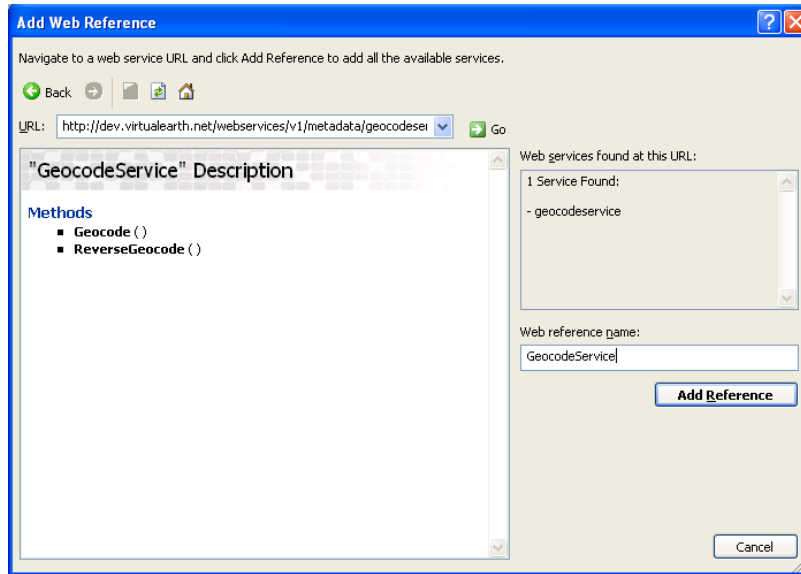 Add Web Reference
Navigate to a web service URL and click Add Reference to add all the available services.
Back
URL: http://dev.virtualearth.net/webservices/v1/metadata/geocodeser Go
"GeocodeService" Description
Methods
Geocode ( )
ReverseGeocode ( )
Web services found at this URL:
1 Service Found:
- geocodeservice
Web reference name:
GeocodeService
Add Reference
Cancel